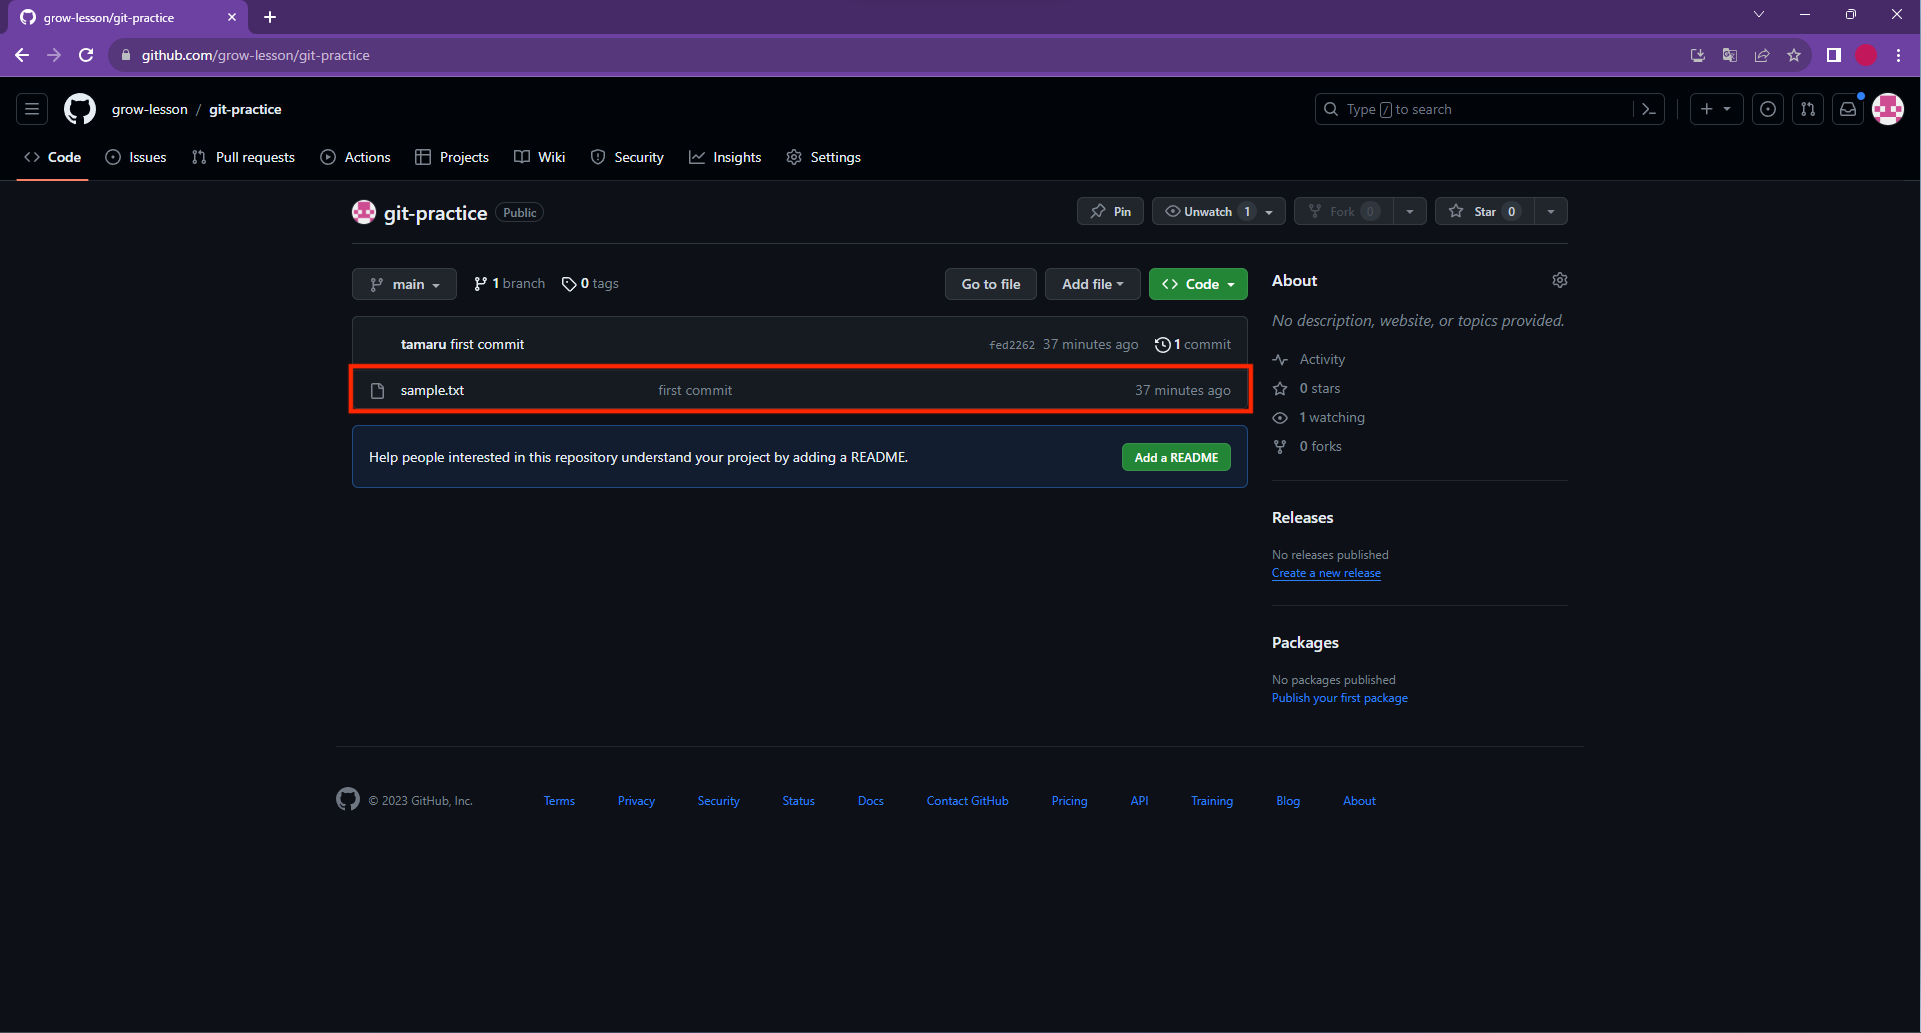 grow-lesson/git-practice
github.com/grow-lesson/git-practice
grow-lesson / git-practice
Type / to search
Code Issues Pull requests Actions Projects Wiki Security Insights Settings
git-practice Public
Pin Unwatch 1 Fork 0 Star 0
main 1 branch 0 tags Go to file Add file Code
tamaru first commit fed2262 37 minutes ago 1 commit
sample.txt first commit 37 minutes ago
Help people interested in this repository understand your project by adding a README. Add a README
About
No description, website, or topics provided.
Activity
0 stars
1 watching
0 forks
Releases
No releases published
Create a new release
Packages
No packages published
Publish your first package
© 2023 GitHub, Inc. Terms Privacy Security Status Docs Contact GitHub Pricing API Training Blog About